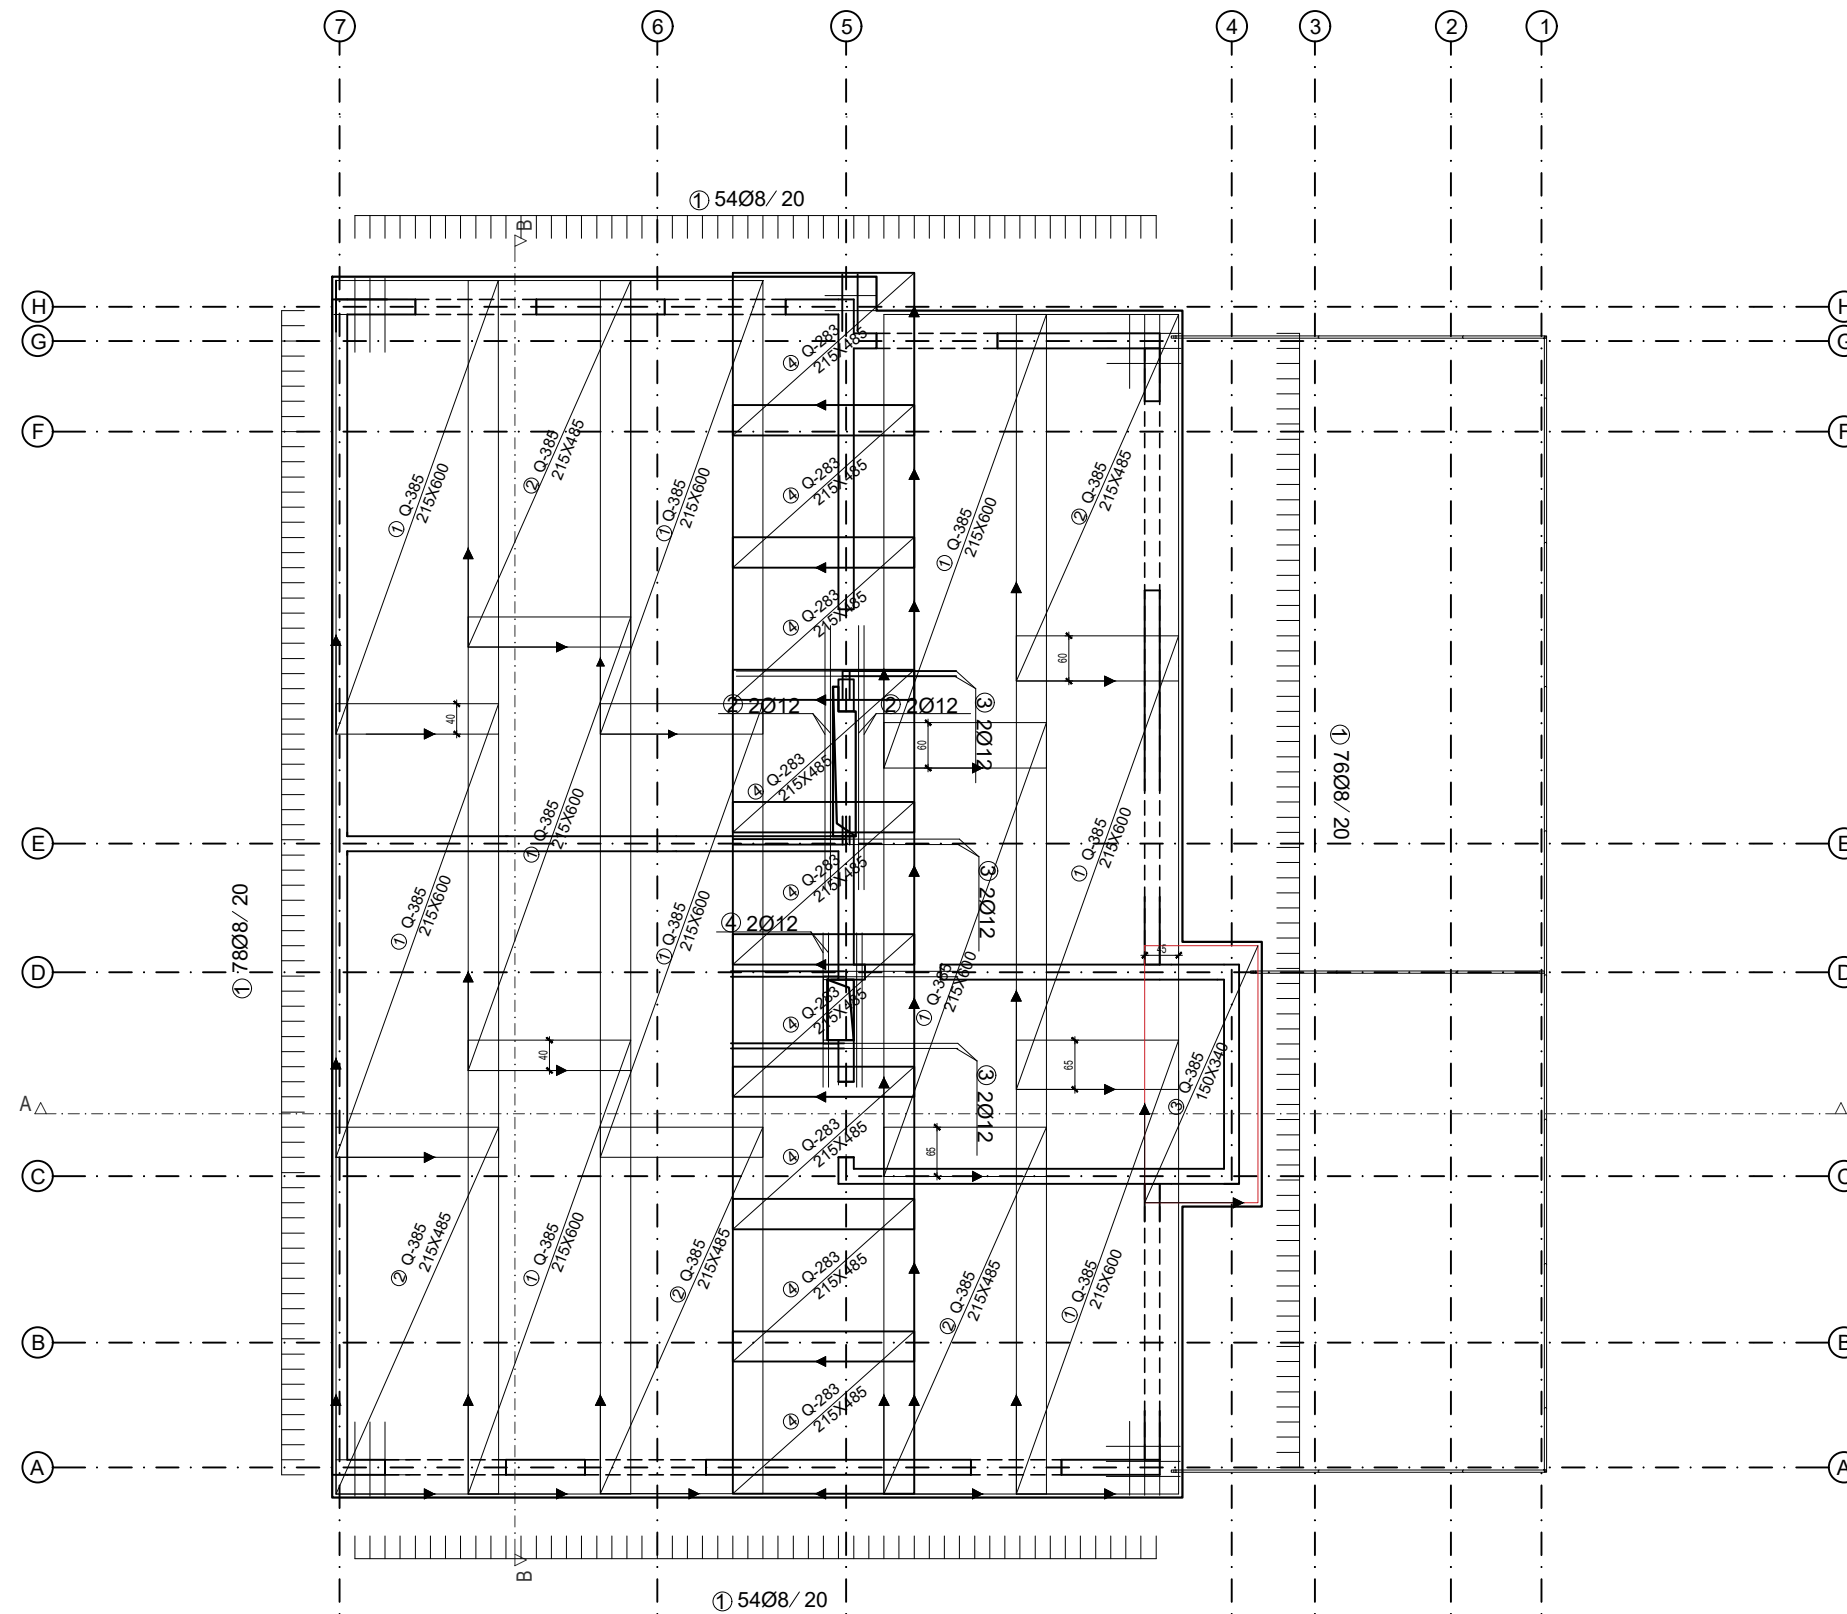 7 6 5 4 3 2 1
① 54Ø8/ 20
B
H H
G G
④ Q-283
215X485
F F
① Q-385
215X600
② Q-385
215X485
① Q-385
215X600
④ Q-283
215X485
① Q-385
215X600
② Q-385
215X485
④ Q-283
215X485
60
40
② 2Ø12
② 2Ø12
③ 2Ø12
60
① 76Ø8/ 20
④ Q-283
215X485
E E
① Q-385
215X600
① Q-385
215X600
④ Q-283
215X485
③ 2Ø12
① Q-385
215X600
① 78Ø8/ 20
① Q-385
215X600
④ 2Ø12
45
D D
④ Q-283
215X485
① Q-385
215X600
40
65
③ Q-385
150X340
③ 2Ø12
A
④ Q-283
215X485
65
C C
② Q-385
215X485
① Q-385
215X600
② Q-385
215X485
④ Q-283
215X485
② Q-385
215X485
① Q-385
215X600
B B
④ Q-283
215X485
A A
B
① 54Ø8/ 20